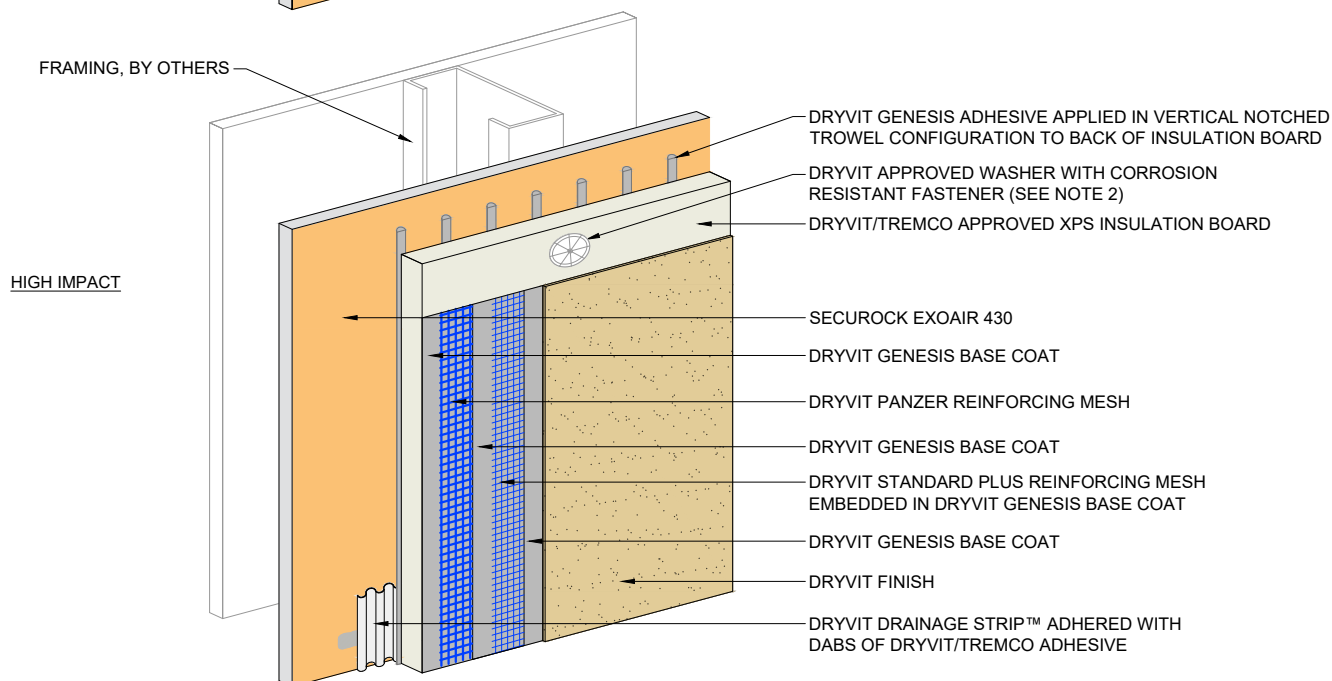 FRAMING, BY OTHERS
DRYVIT GENESIS ADHESIVE APPLIED IN VERTICAL NOTCHED
TROWEL CONFIGURATION TO BACK OF INSULATION BOARD
DRYVIT APPROVED WASHER WITH CORROSION
RESISTANT FASTENER (SEE NOTE 2)
DRYVIT/TREMCO APPROVED XPS INSULATION BOARD
HIGH IMPACT
SECUROCK EXOAIR 430
DRYVIT GENESIS BASE COAT
DRYVIT PANZER REINFORCING MESH
DRYVIT GENESIS BASE COAT
DRYVIT STANDARD PLUS REINFORCING MESH
EMBEDDED IN DRYVIT GENESIS BASE COAT
DRYVIT GENESIS BASE COAT
DRYVIT FINISH
DRYVIT DRAINAGE STRIP™ ADHERED WITH
DABS OF DRYVIT/TREMCO ADHESIVE